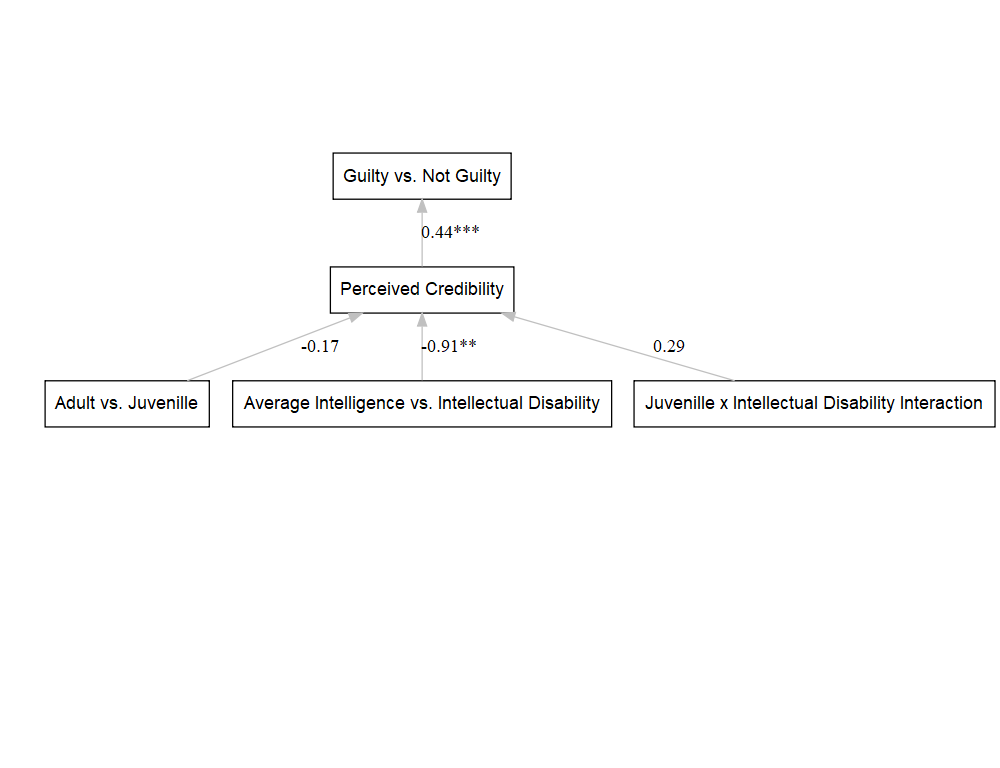 Guilty vs. Not Guilty
0.44***
Perceived Credibility
-0.17
-0.91**
0.29
Adult vs. Juvenille
Average Intelligence vs. Intellectual Disability
Juvenille x Intellectual Disability Interaction